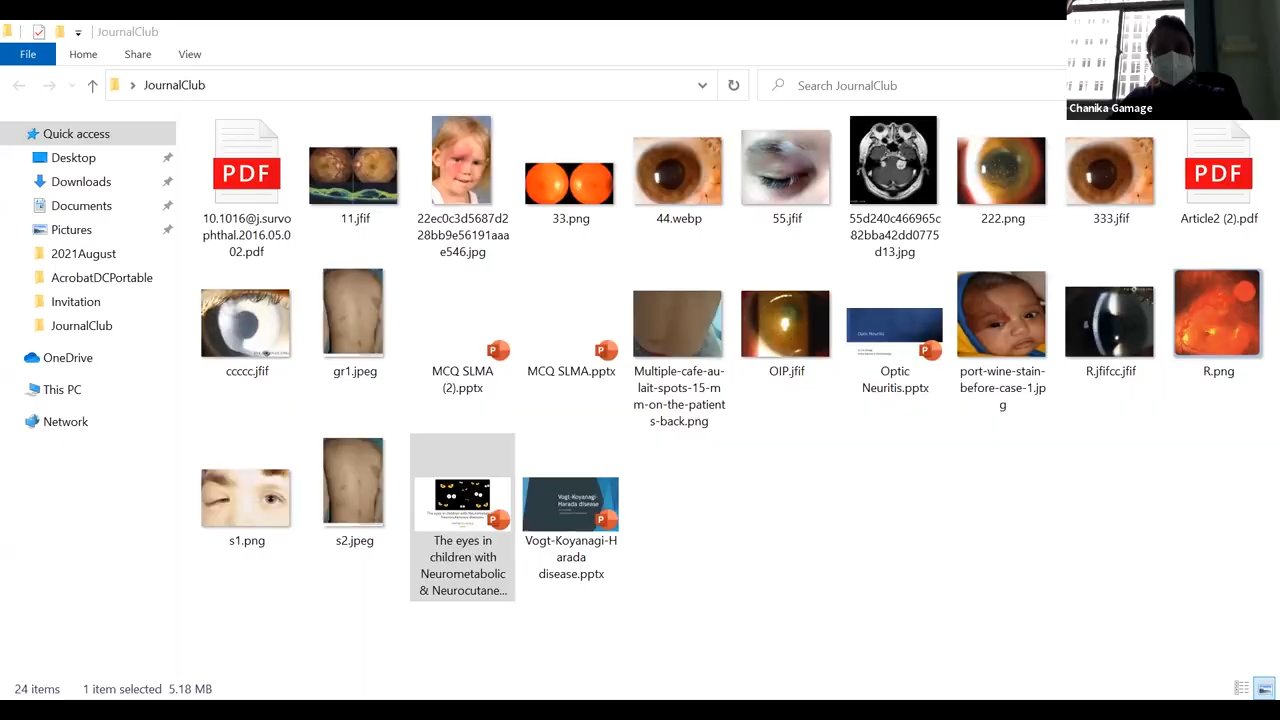 JournalClub
File
Home
Share
View
JournalClub
Search JournalClub
Chanika Gamage
Quick access
Desktop
Downloads
Documents
Pictures
2021August
AcrobatDCPortable
Invitation
JournalClub
OneDrive
This PC
Network
PDF
10.1016@j.survo
phthal.2016.05.0
02.pdf
11.jfif
22ec0c3d5687d2
28bb9e56191aaa
e546.jpg
33.png
44.webp
55.jfif
55d240c466965c
82bba42dd0775
d13.jpg
222.png
333.jfif
PDF
Article2 (2).pdf
ccccc.jfif
gr1.jpeg
MCQ SLMA
(2).pptx
MCQ SLMA.pptx
Multiple-cafe-au-
lait-spots-15-m
m-on-the-patient
s-back.png
OIP.jfif
Optic Neuritis
Optic
Neuritis.pptx
port-wine-stain-
before-case-1.jp
g
R.jfifcc.jfif
R.png
s1.png
s2.jpeg
The eyes in
children with
Neurometabolic
& Neurocutane...
Vogt-Koyanagi-
Harada disease
Vogt-Koyanagi-H
arada
disease.pptx
24 items
1 item selected 5.18 MB